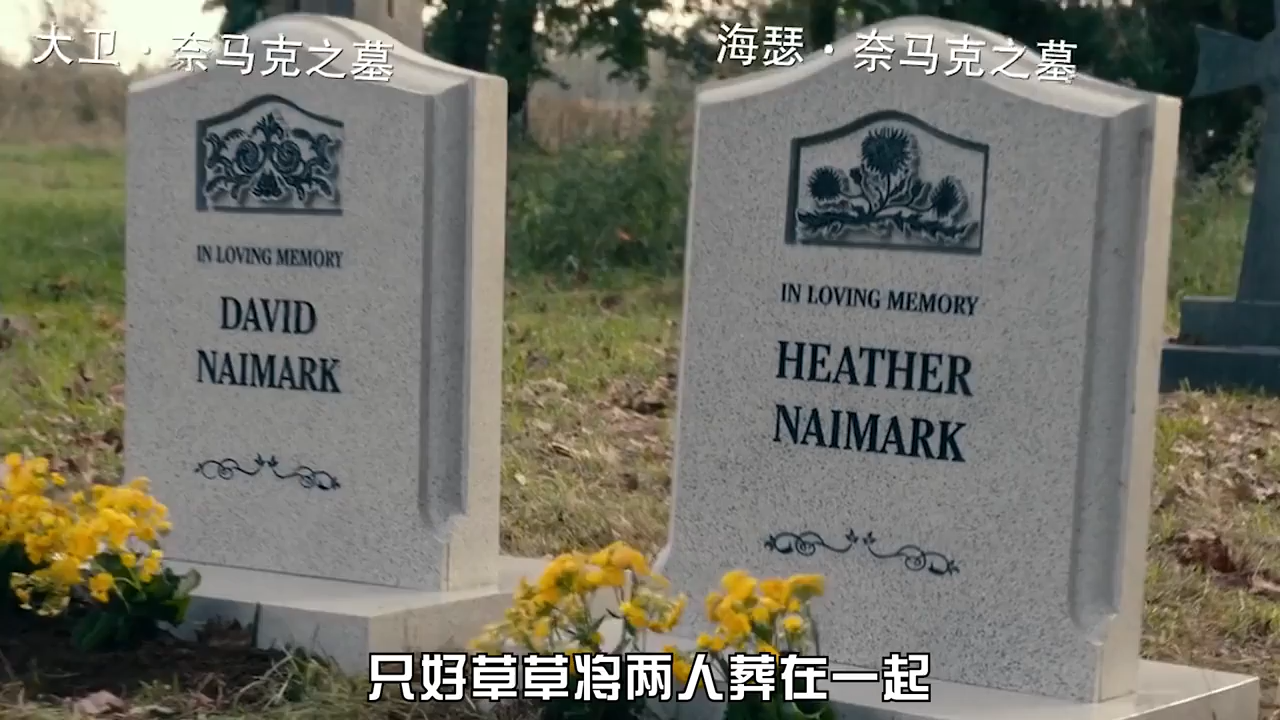 大卫·奈马克之墓
海瑟·奈马克之墓
IN LOVING MEMORY
DAVID
NAIMARK
IN LOVING MEMORY
HEATHER
NAIMARK
只好草草将两人葬在一起